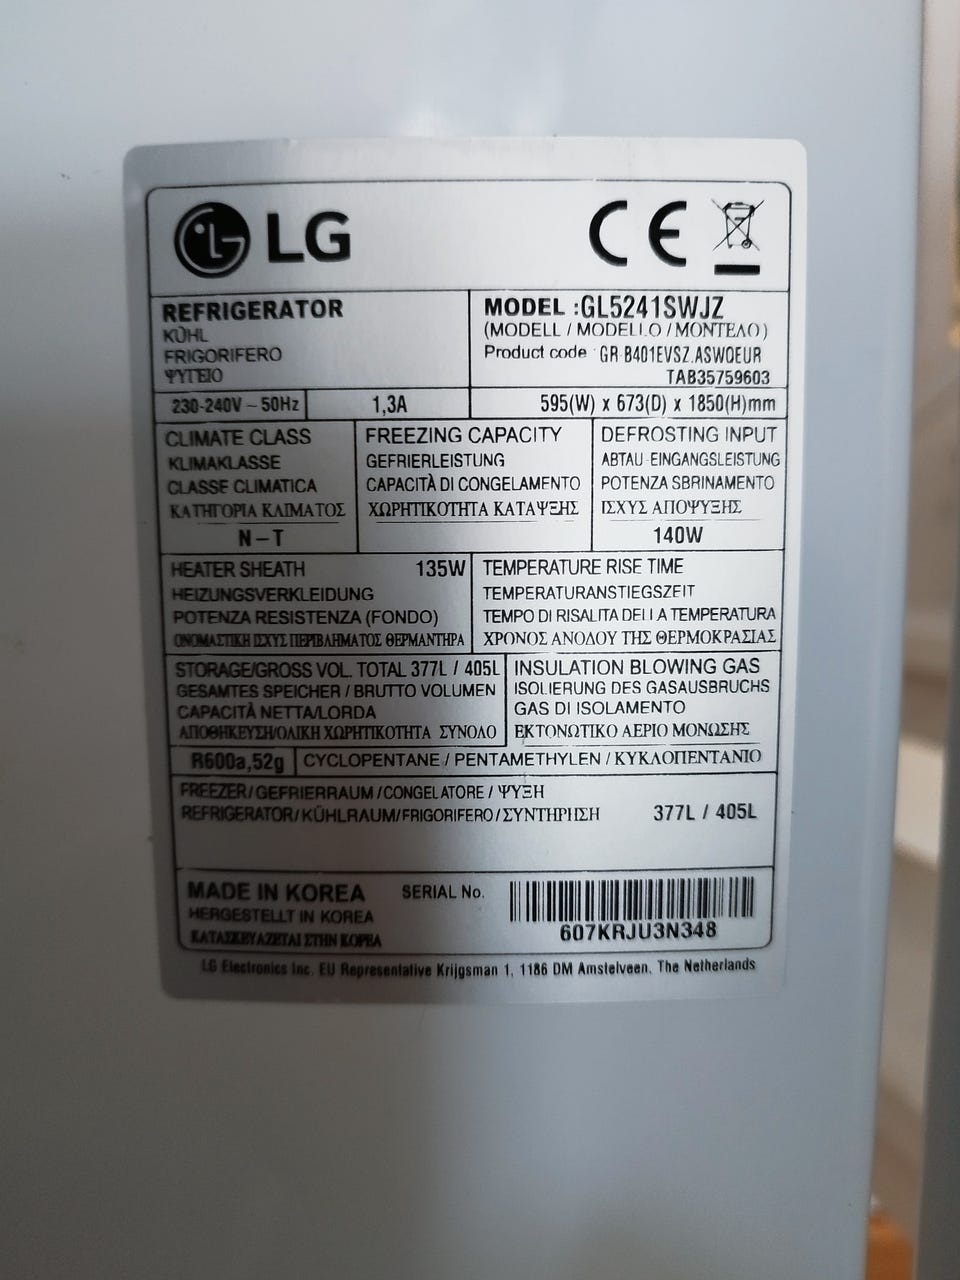 LG CE
REFRIGERATOR
KÜHL
FRIGORIFERO
ΨΥΓΕΙΟ
MODEL :GL5241SWJZ
(MODELL / MODELLO / ΜΟΝΤΕΛΟ)
Product code : GR-B401EVSZ.ASWQEUR
TAB35759603
230-240V ~ 50Hz
1,3A
595(W) x 673(D) x 1850(H)mm
CLIMATE CLASS
KLIMAKLASSE
CLASSE CLIMATICA
ΚΑΤΗΓΟΡΙΑ ΚΛΙΜΑΤΟΣ
N – T
FREEZING CAPACITY
GEFRIERLEISTUNG
CAPACITÀ DI CONGELAMENTO
ΧΩΡΗΤΙΚΟΤΗΤΑ ΚΑΤΑΨΞΗΣ
DEFROSTING INPUT
ABTAU-EINGANGSLEISTUNG
POTENZA SBRINAMENTO
ΙΣΧΥΣ ΑΠΟΨΥΞΗΣ
140W
HEATER SHEATH 135W
HEIZUNGSVERKLEIDUNG
POTENZA RESISTENZA (FONDO)
ΟΝΟΜΑΣΤΙΚΗ ΙΣΧΥΣ ΠΕΡΙΒΛΗΜΑΤΟΣ ΘΕΡΜΑΝΤΗΡΑ
TEMPERATURE RISE TIME
TEMPERATURANSTIEGSZEIT
TEMPO DI RISALITA DELLA TEMPERATURA
ΧΡΟΝΟΣ ΑΝΟΔΟΥ ΤΗΣ ΘΕΡΜΟΚΡΑΣΙΑΣ
STORAGE/GROSS VOL. TOTAL 377L / 405L
GESAMTES SPEICHER / BRUTTO VOLUMEN
CAPACITÀ NETTA/LORDA
ΑΠΟΘΗΚΕΥΣΗ/ΟΛΙΚΗ ΧΩΡΗΤΙΚΟΤΗΤΑ ΣΥΝΟΛΟ
INSULATION BLOWING GAS
ISOLIERUNG DES GASAUSBRUCHS
GAS DI ISOLAMENTO
ΕΚΤΟΝΩΤΙΚΟ ΑΕΡΙΟ ΜΟΝΩΣΗΣ
R600a,52g
CYCLOPENTANE / PENTAMETHYLEN / ΚΥΚΛΟΠΕΝΤΑΝΙΟ
FREEZER / GEFRIERRAUM / CONGELATORE / ΨΥΞΗ
REFRIGERATOR / KÜHLRAUM/FRIGORIFERO / ΣΥΝΤΗΡΗΣΗ 377L / 405L
MADE IN KOREA
HERGESTELLT IN KOREA
ΚΑΤΑΣΚΕΥΑΖΕΤΑΙ ΣΤΗΝ ΚΟΡΕΑ
SERIAL No.
607KRJU3N348
LG Electronics Inc. EU Representative Krijgsman 1, 1186 DM Amstelveen, The Netherlands